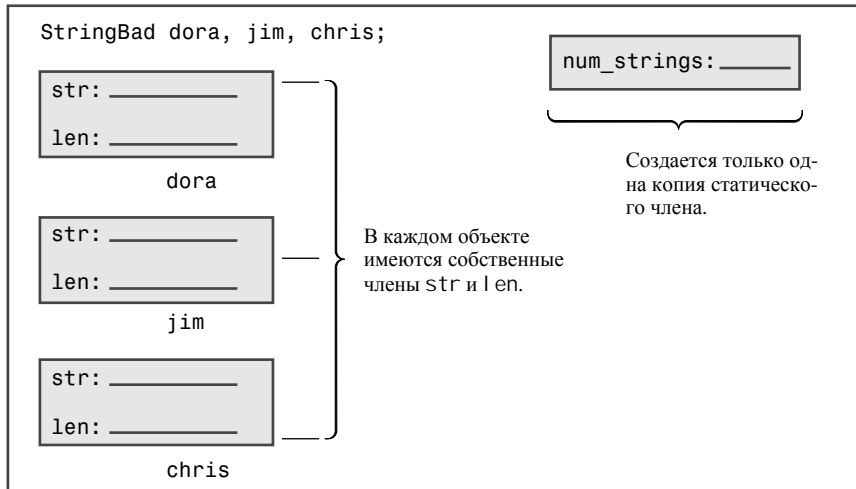 StringBad dora, jim, chris;
str:
len:
dora
str:
len:
jim
str:
len:
chris
В каждом объекте
имеются собственные
члены str и len.
num_strings:
Создается только од-
на копия статическо-
го члена.